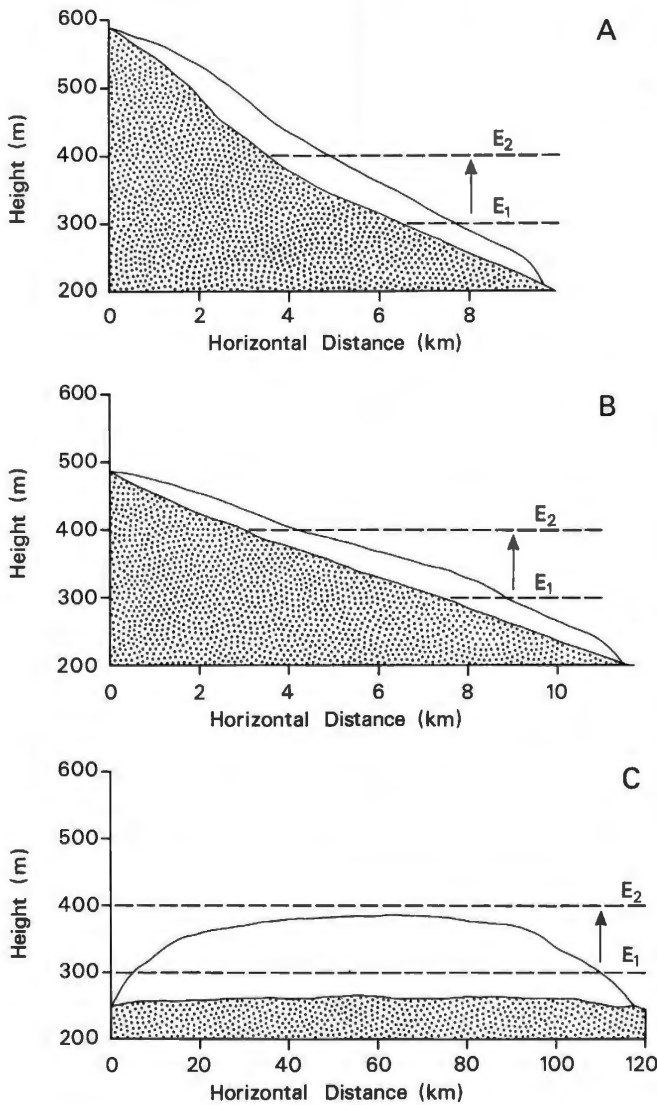 A
600
500
400
300
200
Height (m)
E2
E1
0 2 4 6 8
Horizontal Distance (km)
B
600
500
400
300
200
Height (m)
E2
E1
0 2 4 6 8 10
Horizontal Distance (km)
C
600
500
400
300
200
Height (m)
E2
E1
0 20 40 60 80 100 120
Horizontal Distance (km)